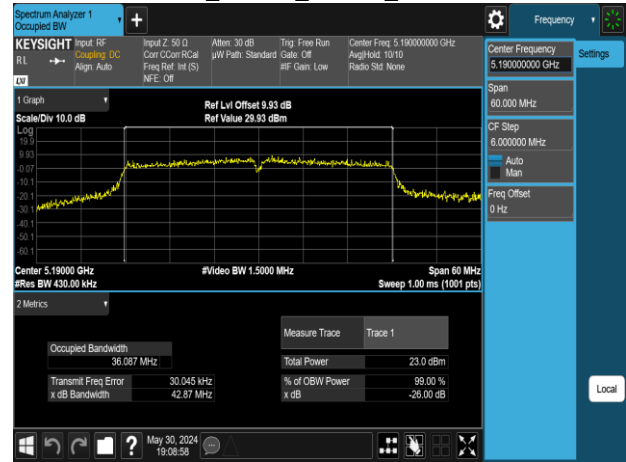 Spectrum Analyzer 1
Occupied BW
Frequency
KEYSIGHT
RL
LXI
Input: RF
Coupling: DC
Align: Auto
Input Z: 50 Ω
Corr CCorr RCal
Freq Ref: Int (S)
NFE: Off
Atten: 30 dB
µW Path: Standard
Trig: Free Run
Gate: Off
#IF Gain: Low
Center Freq: 5.190000000 GHz
Avg|Hold: 10/10
Radio Std: None
Center Frequency
5.190000000 GHz
Settings
Span
60.000 MHz
CF Step
6.000000 MHz
Auto
Man
Freq Offset
0 Hz
Local
1 Graph
Scale/Div 10.0 dB
Ref Lvl Offset 9.93 dB
Ref Value 29.93 dBm
Log
19.9
9.93
-0.07
-10.1
-20.1
-30.1
-40.1
-50.1
-60.1
Center 5.19000 GHz
#Res BW 430.00 kHz
#Video BW 1.5000 MHz
Span 60 MHz
Sweep 1.00 ms (1001 pts)
2 Metrics
Measure Trace Trace 1
Occupied Bandwidth
36.087 MHz
Total Power 23.0 dBm
Transmit Freq Error 30.045 kHz
% of OBW Power 99.00 %
x dB Bandwidth 42.87 MHz
x dB -26.00 dB
?
May 30, 2024
19:08:58